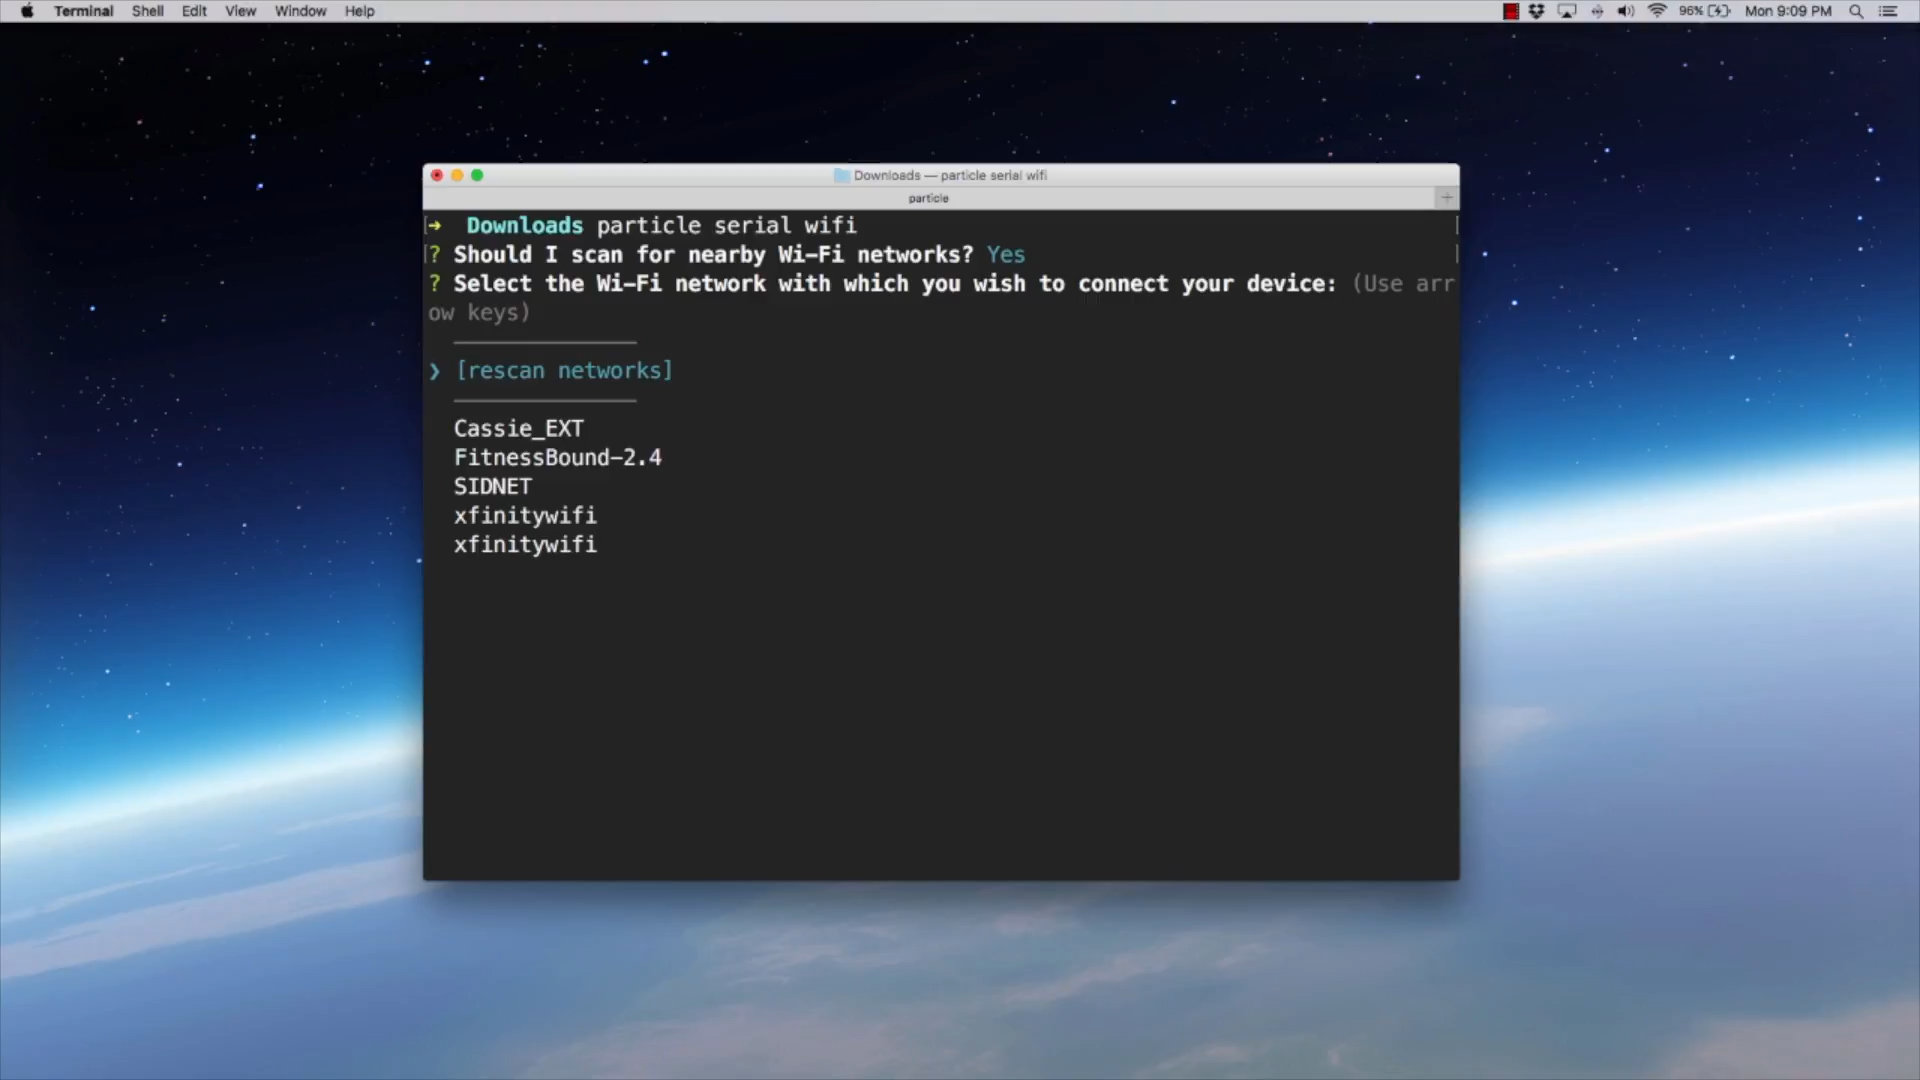 Terminal Shell Edit View Window Help 96% Mon 9:09 PM
Downloads — particle serial wifi
particle
→ Downloads particle serial wifi
? Should I scan for nearby Wi-Fi networks? Yes
? Select the Wi-Fi network with which you wish to connect your device: (Use arr
ow keys)
❯ [rescan networks]
Cassie_EXT
FitnessBound-2.4
SIDNET
xfinitywifi
xfinitywifi